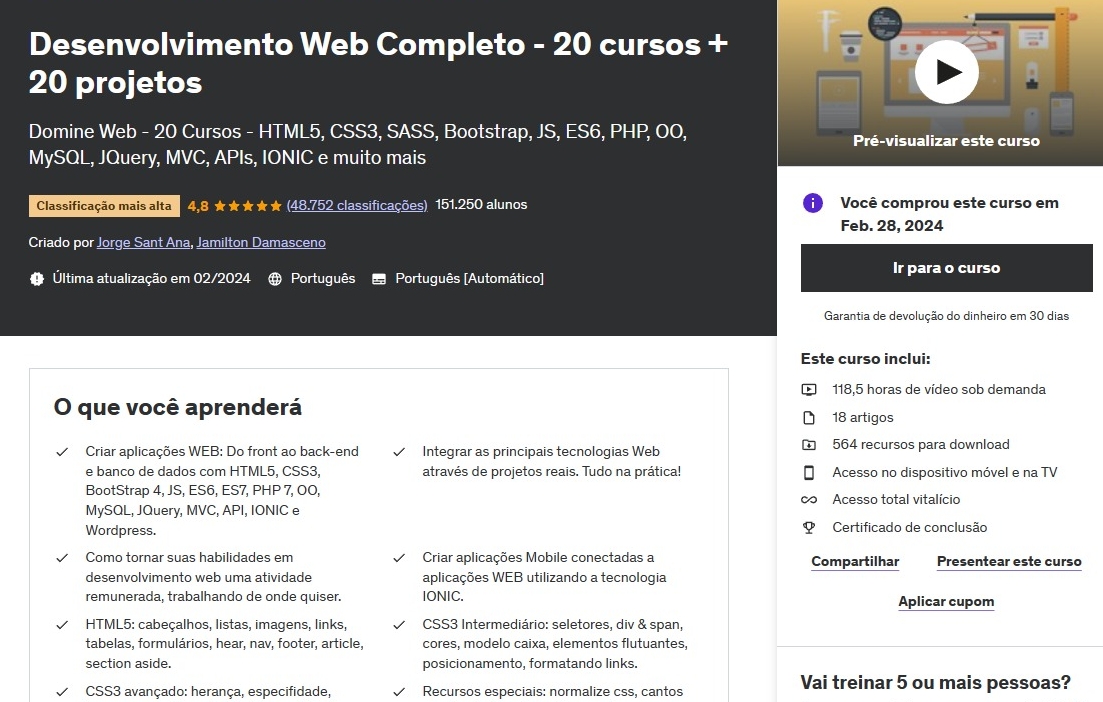 Desenvolvimento Web Completo - 20 cursos +
20 projetos
Domine Web - 20 Cursos - HTML5, CSS3, SASS, Bootstrap, JS, ES6, PHP, OO,
MySQL, JQuery, MVC, APIs, IONIC e muito mais
Classificação mais alta 4,8 (48.752 classificações) 151.250 alunos
Criado por Jorge Sant Ana, Jamilton Damasceno
Última atualização em 02/2024 Português Português [Automático]
O que você aprenderá
Criar aplicações WEB: Do front ao back-end
e banco de dados com HTML5, CSS3,
BootStrap 4, JS, ES6, ES7, PHP 7, OO,
MySQL, JQuery, MVC, API, IONIC e
Wordpress.
Integrar as principais tecnologias Web
através de projetos reais. Tudo na prática!
Como tornar suas habilidades em
desenvolvimento web uma atividade
remunerada, trabalhando de onde quiser.
Criar aplicações Mobile conectadas a
aplicações WEB utilizando a tecnologia
IONIC.
HTML5: cabeçalhos, listas, imagens, links,
tabelas, formulários, hear, nav, footer, article,
section aside.
CSS3 Intermediário: seletores, div & span,
cores, modelo caixa, elementos flutuantes,
posicionamento, formatando links.
CSS3 avançado: herança, especifidade,
Recursos especiais: normalize css, cantos
Pré-visualizar este curso
Você comprou este curso em
Feb. 28, 2024
Ir para o curso
Garantia de devolução do dinheiro em 30 dias
Este curso inclui:
118,5 horas de vídeo sob demanda
18 artigos
564 recursos para download
Acesso no dispositivo móvel e na TV
Acesso total vitalício
Certificado de conclusão
Compartilhar Presentear este curso
Aplicar cupom
Vai treinar 5 ou mais pessoas?